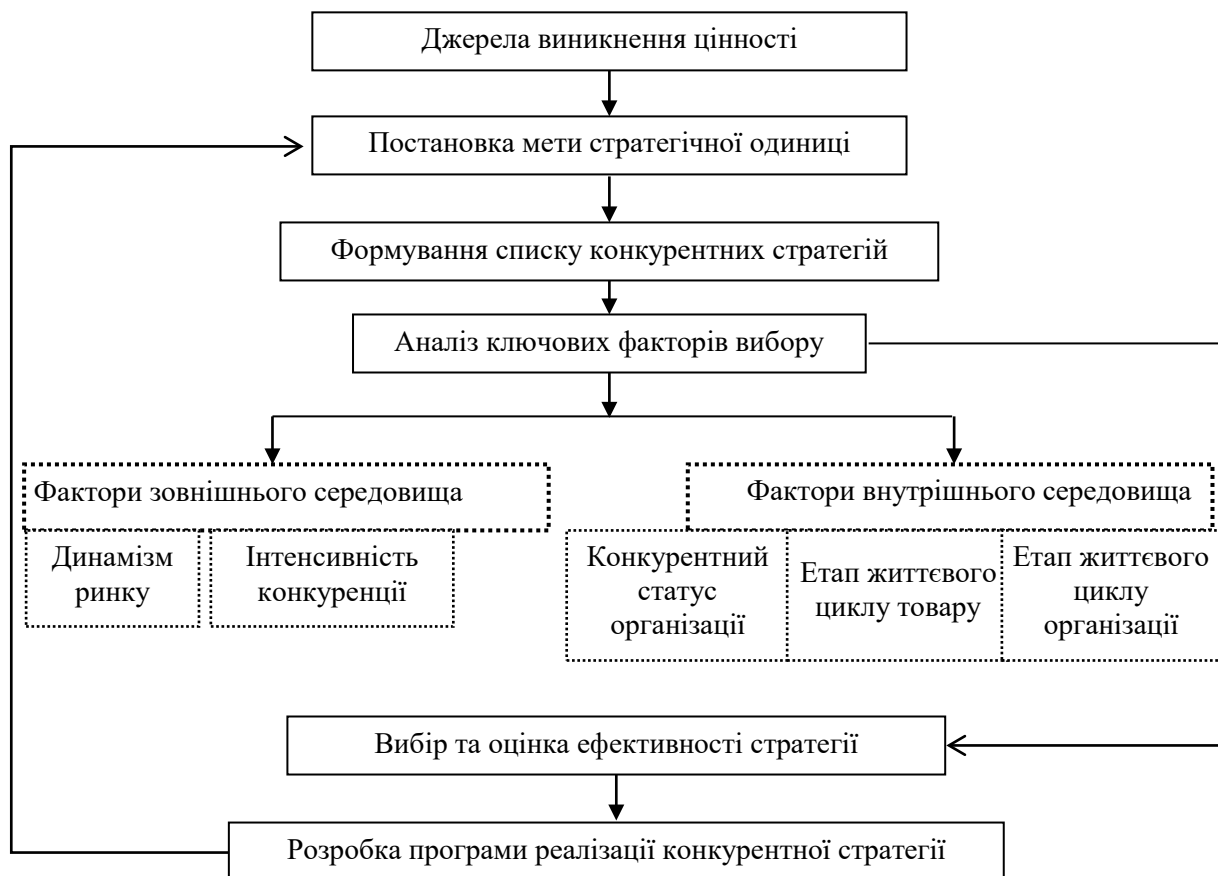 Джерела виникнення цінності
Постановка мети стратегічної одиниці
Формування списку конкурентних стратегій
Аналіз ключових факторів вибору
Фактори зовнішнього середовища
Фактори внутрішнього середовища
Динамізм
ринку
Інтенсивність
конкуренції
Конкурентний
статус
організації
Етап життєвого
циклу товару
Етап життєвого
циклу
організації
Вибір та оцінка ефективності стратегії
Розробка програми реалізації конкурентної стратегії